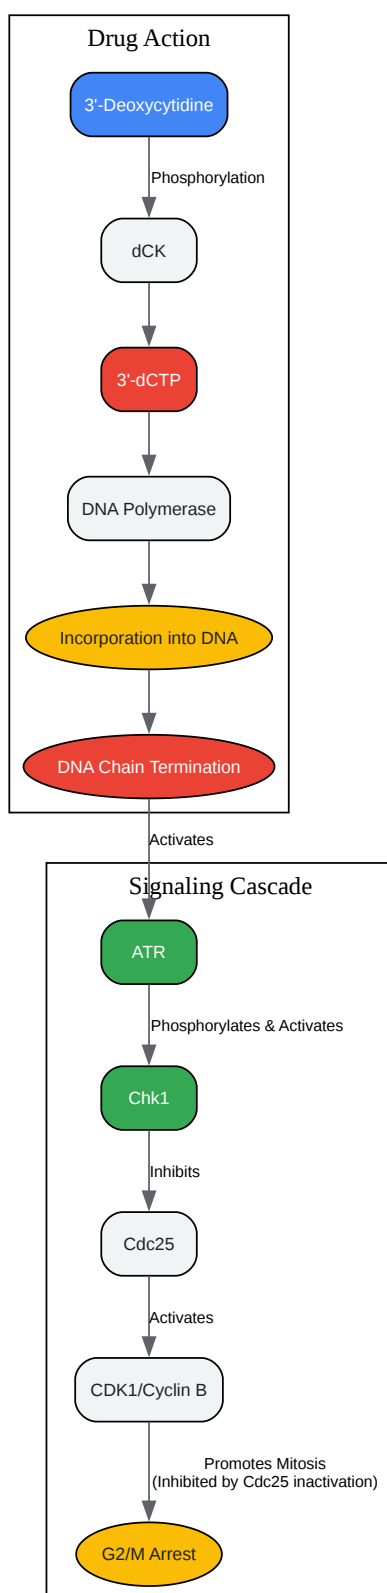 Drug Action
3'-Deoxycytidine
Phosphorylation
dCK
3'-dCTP
DNA Polymerase
Incorporation into DNA
DNA Chain Termination
Activates
Signaling Cascade
ATR
Phosphorylates & Activates
Chk1
Inhibits
Cdc25
Activates
CDK1/Cyclin B
Promotes Mitosis
(Inhibited by Cdc25 inactivation)
G2/M Arrest